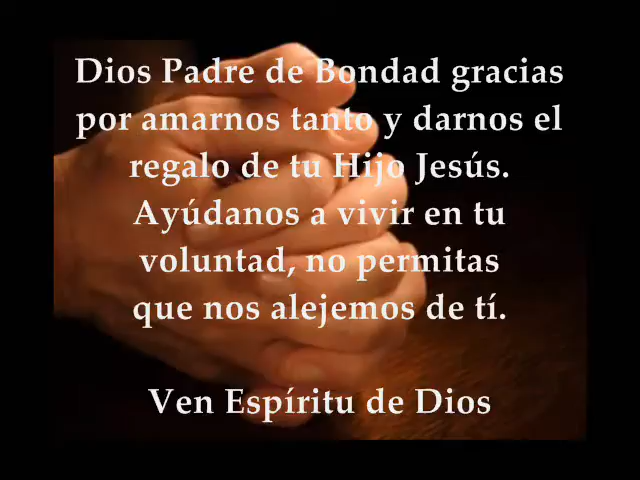 Dios Padre de Bondad gracias
por amarnos tanto y darnos el
regalo de tu Hijo Jesús.
Ayúdanos a vivir en tu
voluntad, no permitas
que nos alejemos de tí.
Ven Espíritu de Dios